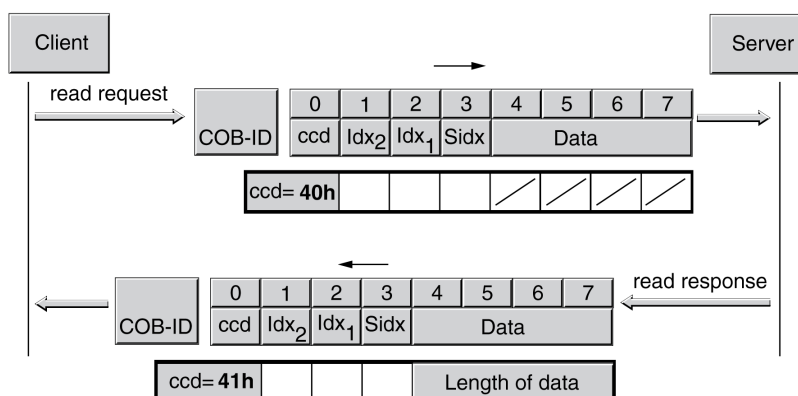 Client
Server
read request
0 1 2 3 4 5 6 7
COB-ID
ccd Idx2 Idx1 Sidx Data
ccd= 40h
read response
0 1 2 3 4 5 6 7
COB-ID
ccd Idx2 Idx1 Sidx Data
ccd= 41h Length of data